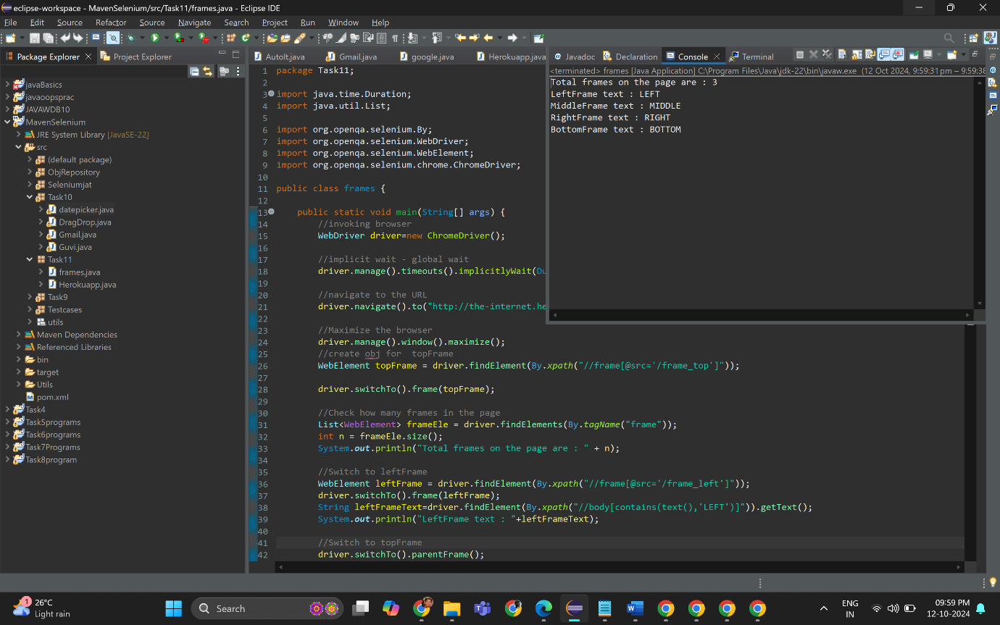 eclipse-workspace - MavenSelenium/src/Task11/frames.java - Eclipse IDE
File Edit Source Refactor Source Navigate Search Project Run Window Help
Package Explorer Project Explorer
javaBasics
javaoopsprac
JAVAWDB10
MavenSelenium
JRE System Library [JavaSE-22]
src
(default package)
ObjRepository
Seleniumjat
Task10
datepicker.java
DragDrop.java
Gmail.java
Guvi.java
Task11
frames.java
Herokuapp.java
Task9
Testcases
utils
Maven Dependencies
Referenced Libraries
bin
target
Utils
pom.xml
Task4
Task5programs
Task6programs
Task7Programs
Task8program
AutoIt.java Gmail.java google.java Herokuapp.java
1 package Task11;
2
3 import java.time.Duration;
4 import java.util.List;
5
6 import org.openqa.selenium.By;
7 import org.openqa.selenium.WebDriver;
8 import org.openqa.selenium.WebElement;
9 import org.openqa.selenium.chrome.ChromeDriver;
10
11 public class frames {
12
13 public static void main(String[] args) {
14 //invoking browser
15 WebDriver driver=new ChromeDriver();
16
17 //implicit wait - global wait
18 driver.manage().timeouts().implicitlyWait(Du
19
20 //navigate to the URL
21 driver.navigate().to("http://the-internet.he
22
23 //Maximize the browser
24 driver.manage().window().maximize();
25 //create obj for topFrame
26 WebElement topFrame = driver.findElement(By.xpath("//frame[@src='/frame_top']"));
27
28 driver.switchTo().frame(topFrame);
29
30 //Check how many frames in the page
31 List<WebElement> frameEle = driver.findElements(By.tagName("frame"));
32 int n = frameEle.size();
33 System.out.println("Total frames on the page are : " + n);
34
35 //Switch to leftFrame
36 WebElement leftFrame = driver.findElement(By.xpath("//frame[@src='/frame_left']"));
37 driver.switchTo().frame(leftFrame);
38 String leftFrameText=driver.findElement(By.xpath("//body[contains(text(),'LEFT')]")).getText();
39 System.out.println("LeftFrame text : "+leftFrameText);
40
41 //Switch to topFrame
42 driver.switchTo().parentFrame();
Javadoc Declaration Console Terminal
<terminated> frames [Java Application] C:\Program Files\Java\jdk-22\bin\javaw.exe (12 Oct 2024, 9:59:31 pm – 9:59:38
Total frames on the page are : 3
LeftFrame text : LEFT
MiddleFrame text : MIDDLE
RightFrame text : RIGHT
BottomFrame text : BOTTOM
1
26°C
Light rain
Search
ENG
IN
09:59 PM
12-10-2024